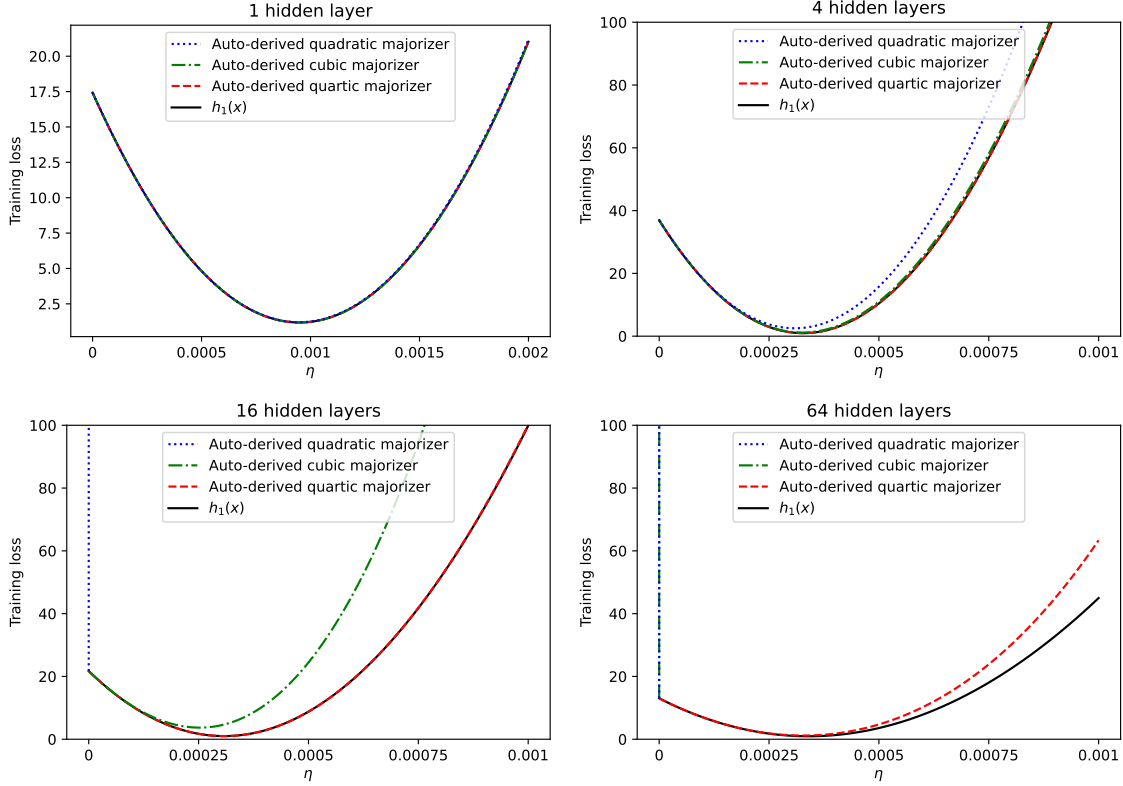 1 hidden layer
Training loss
20.0
17.5
15.0
12.5
10.0
7.5
5.0
2.5
Auto-derived quadratic majorizer
Auto-derived cubic majorizer
Auto-derived quartic majorizer
h₁(x)
0 0.0005 0.001 0.0015 0.002
η
4 hidden layers
Training loss
100
80
60
40
20
0
Auto-derived quadratic majorizer
Auto-derived cubic majorizer
Auto-derived quartic majorizer
h₁(x)
0 0.00025 0.0005 0.00075 0.001
η
16 hidden layers
Training loss
100
80
60
40
20
0
Auto-derived quadratic majorizer
Auto-derived cubic majorizer
Auto-derived quartic majorizer
h₁(x)
0 0.00025 0.0005 0.00075 0.001
η
64 hidden layers
Training loss
100
80
60
40
20
0
Auto-derived quadratic majorizer
Auto-derived cubic majorizer
Auto-derived quartic majorizer
h₁(x)
0 0.00025 0.0005 0.00075 0.001
η